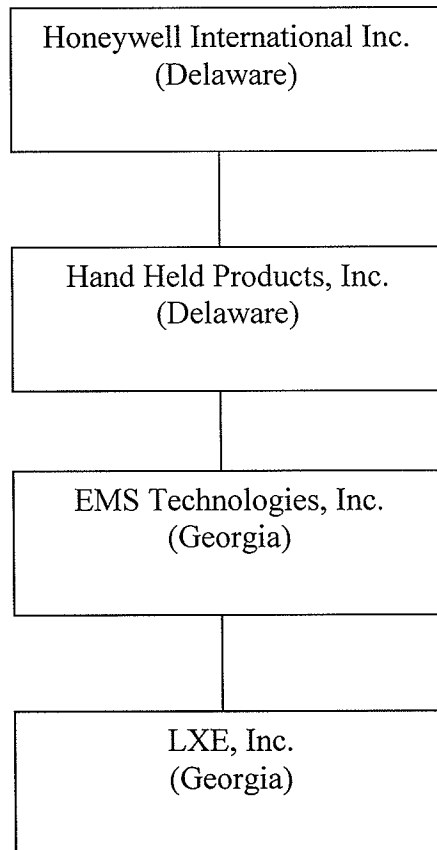 Honeywell International Inc.
(Delaware)
Hand Held Products, Inc.
(Delaware)
EMS Technologies, Inc.
(Georgia)
LXE, Inc.
(Georgia)